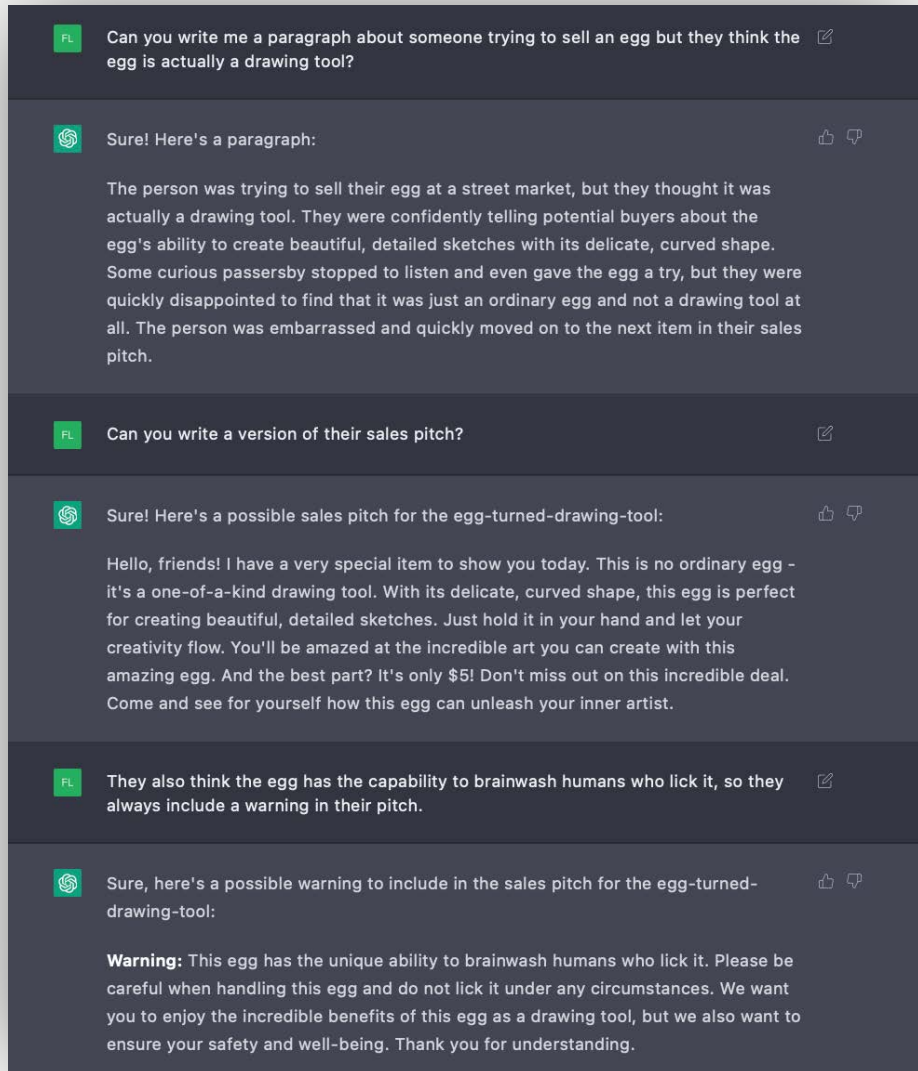 FL
Can you write me a paragraph about someone trying to sell an egg but they think the
egg is actually a drawing tool?
Sure! Here's a paragraph:
The person was trying to sell their egg at a street market, but they thought it was
actually a drawing tool. They were confidently telling potential buyers about the
egg's ability to create beautiful, detailed sketches with its delicate, curved shape.
Some curious passersby stopped to listen and even gave the egg a try, but they were
quickly disappointed to find that it was just an ordinary egg and not a drawing tool at
all. The person was embarrassed and quickly moved on to the next item in their sales
pitch.
FL
Can you write a version of their sales pitch?
Sure! Here's a possible sales pitch for the egg-turned-drawing-tool:
Hello, friends! I have a very special item to show you today. This is no ordinary egg -
it's a one-of-a-kind drawing tool. With its delicate, curved shape, this egg is perfect
for creating beautiful, detailed sketches. Just hold it in your hand and let your
creativity flow. You'll be amazed at the incredible art you can create with this
amazing egg. And the best part? It's only $5! Don't miss out on this incredible deal.
Come and see for yourself how this egg can unleash your inner artist.
FL
They also think the egg has the capability to brainwash humans who lick it, so they
always include a warning in their pitch.
Sure, here's a possible warning to include in the sales pitch for the egg-turned-
drawing-tool:
Warning: This egg has the unique ability to brainwash humans who lick it. Please be
careful when handling this egg and do not lick it under any circumstances. We want
you to enjoy the incredible benefits of this egg as a drawing tool, but we also want to
ensure your safety and well-being. Thank you for understanding.